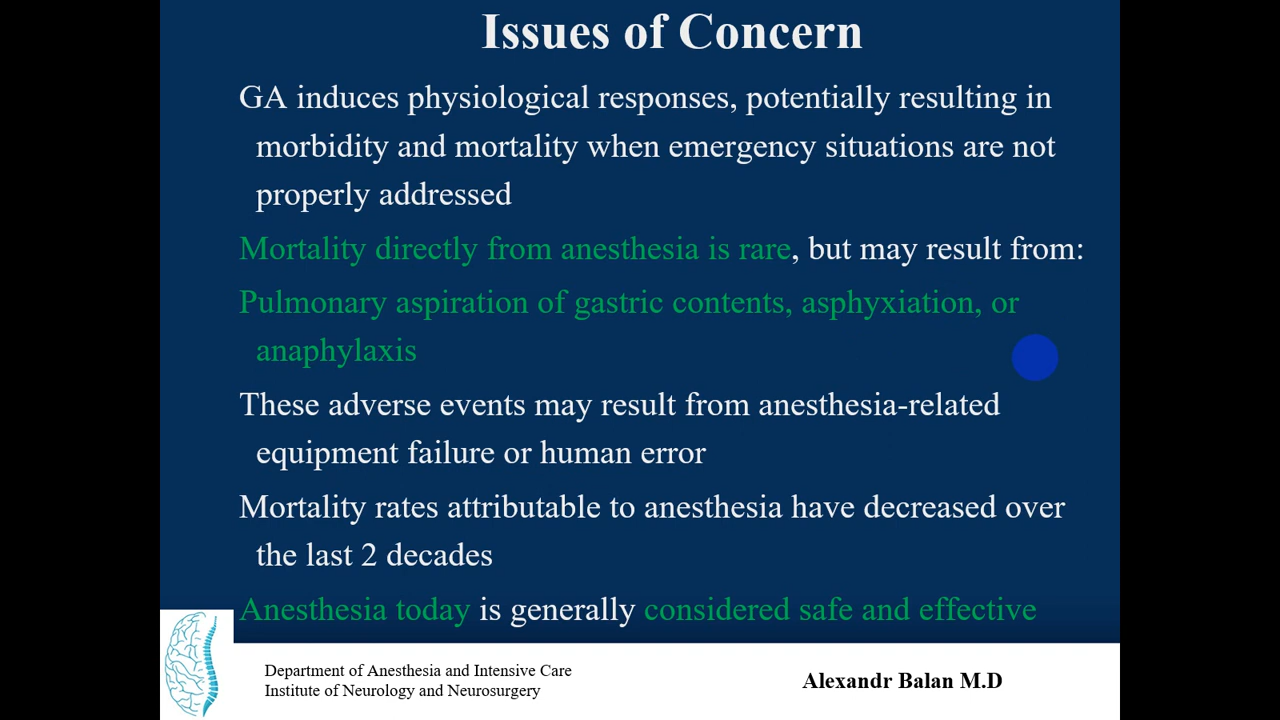 Issues of Concern
GA induces physiological responses, potentially resulting in
morbidity and mortality when emergency situations are not
properly addressed
Mortality directly from anesthesia is rare, but may result from:
Pulmonary aspiration of gastric contents, asphyxiation, or
anaphylaxis
These adverse events may result from anesthesia-related
equipment failure or human error
Mortality rates attributable to anesthesia have decreased over
the last 2 decades
Anesthesia today is generally considered safe and effective
Department of Anesthesia and Intensive Care
Institute of Neurology and Neurosurgery
Alexandr Balan M.D